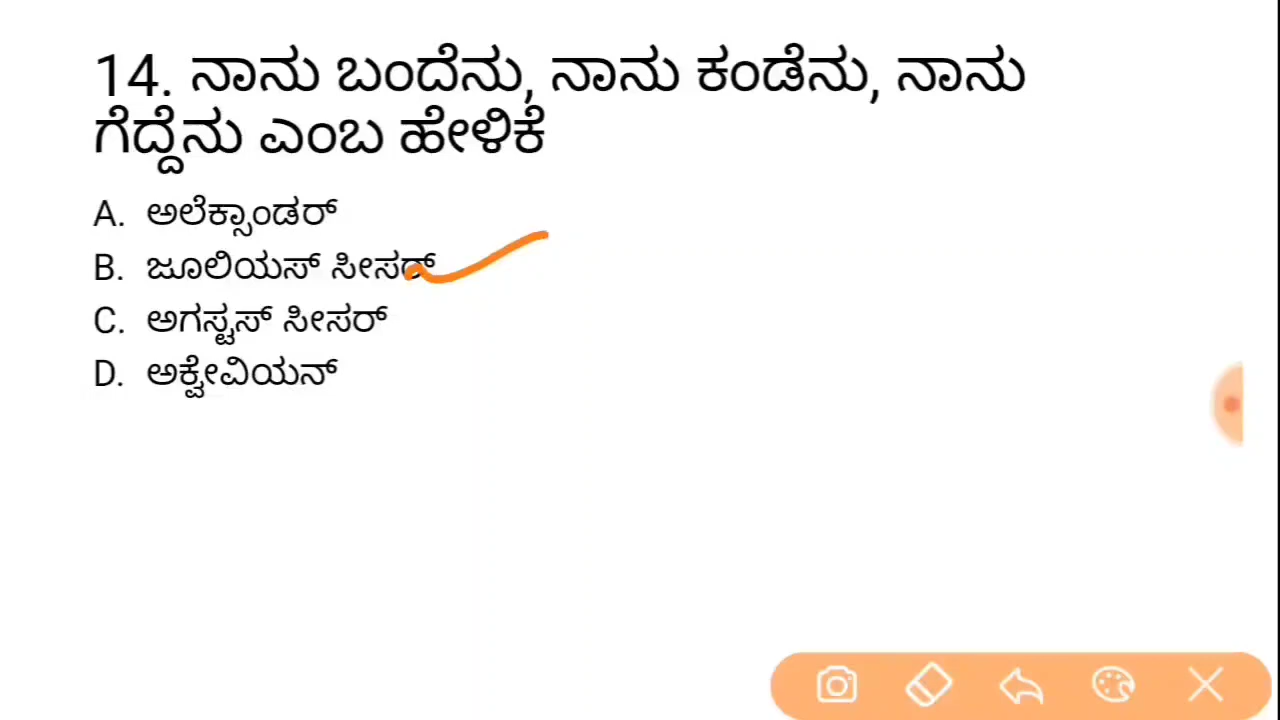 14. ನಾನು ಬಂದೆನು, ನಾನು ಕಂಡೆನು, ನಾನು
ಗೆದ್ದೆನು ಎಂಬ ಹೇಳಿಕೆ
A. ಅಲೆಕ್ಸಾಂಡರ್
B. ಜೂಲಿಯಸ್ ಸೀಸರ್
C. ಅಗಸ್ಟಸ್ ಸೀಸರ್
D. ಅಕ್ವೇವಿಯನ್